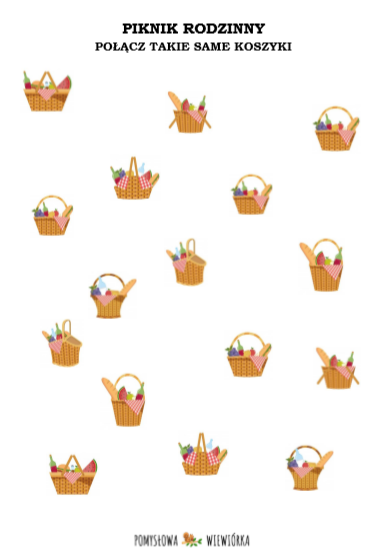 PIKNIK RODZINNY
POŁĄCZ TAKIE SAME KOSZYKI
POMYSŁOWA WIEWIÓRKA